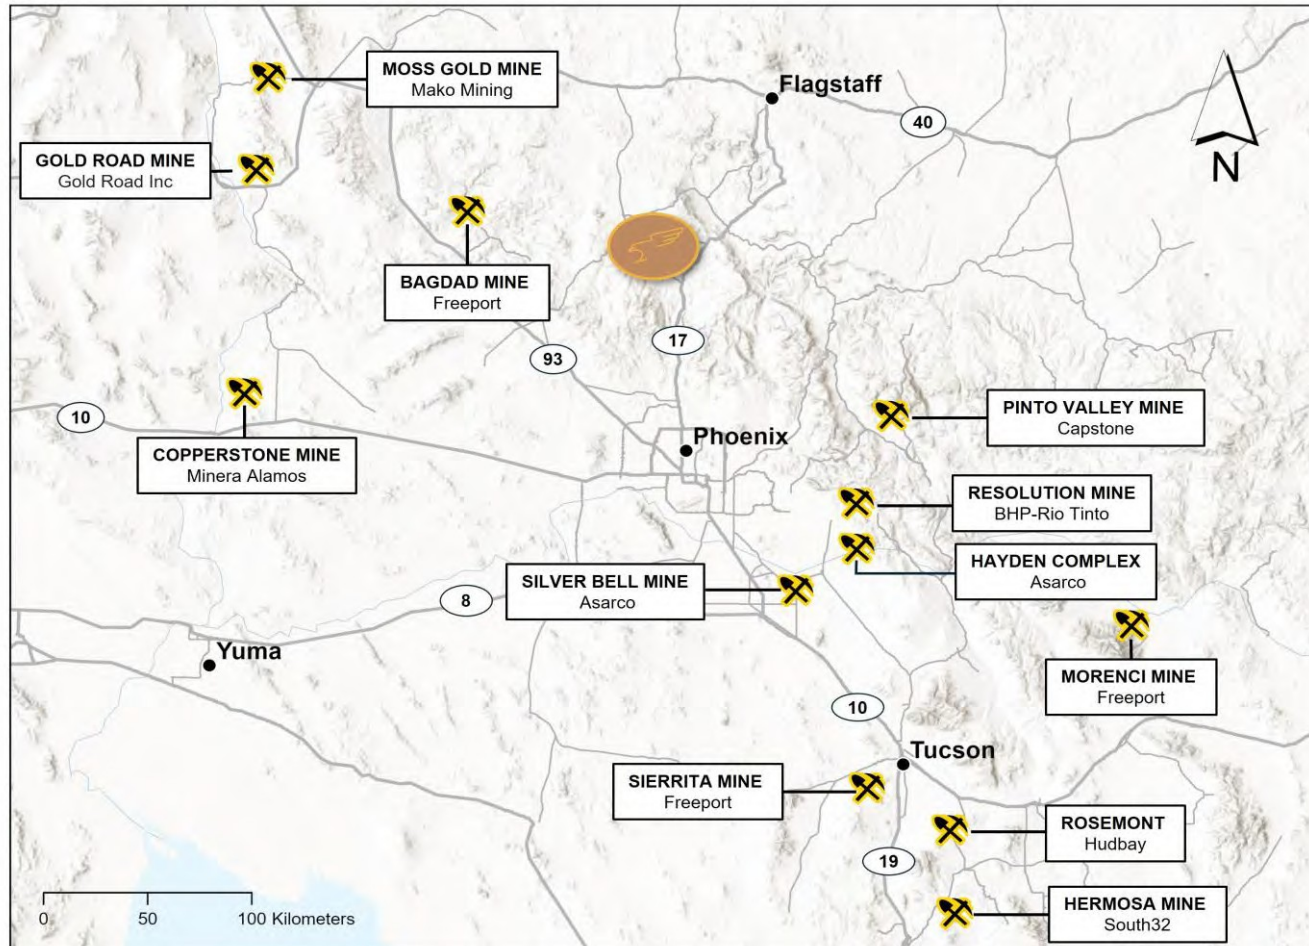 MOSS GOLD MINE
Mako Mining
Flagstaff
40
N
GOLD ROAD MINE
Gold Road Inc
BAGDAD MINE
Freeport
17
93
10
COPPERSTONE MINE
Minera Alamos
Phoenix
PINTO VALLEY MINE
Capstone
RESOLUTION MINE
BHP-Rio Tinto
HAYDEN COMPLEX
Asarco
SILVER BELL MINE
Asarco
8
Yuma
MORENCI MINE
Freeport
10
Tucson
SIERRITA MINE
Freeport
ROSEMONT
Hudbay
19
HERMOSA MINE
South32
0 50 100 Kilometers